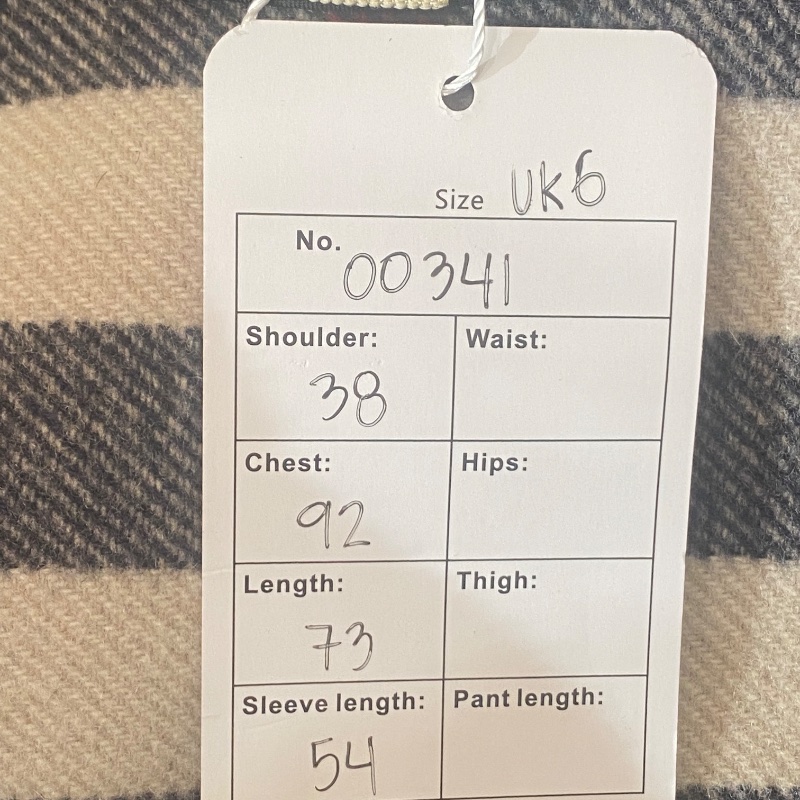 Size UK6
No. 00341
Shoulder: Waist:
38
Chest: Hips:
92
Length: Thigh:
73
Sleeve length: Pant length:
54